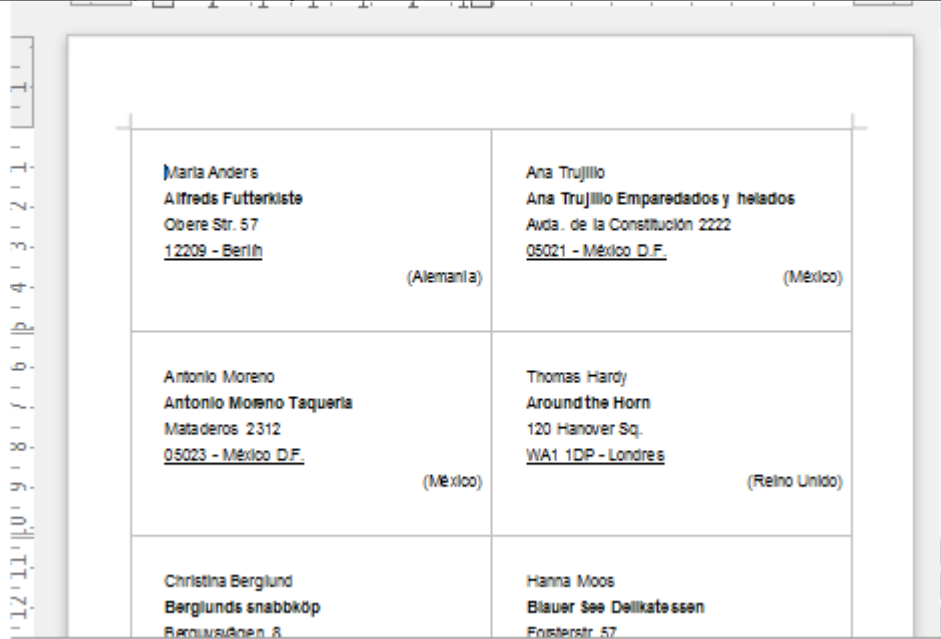 Maria Anders
Alfreds Futterkiste
Obere Str. 57
12209 - Berlin
(Alemania)
Ana Trujillo
Ana Trujillo Emparedados y helados
Avda. de la Constitución 2222
05021 - México D.F.
(México)
Antonio Moreno
Antonio Moreno Taquería
Mataderos 2312
05023 - México D.F.
(México)
Thomas Hardy
Around the Horn
120 Hanover Sq.
WA1 1DP - Londres
(Reino Unido)
Christina Berglund
Berglunds snabbköp
Berguvsvägen 8
Hanna Moos
Blauer See Delikatessen
Forsterstr. 57